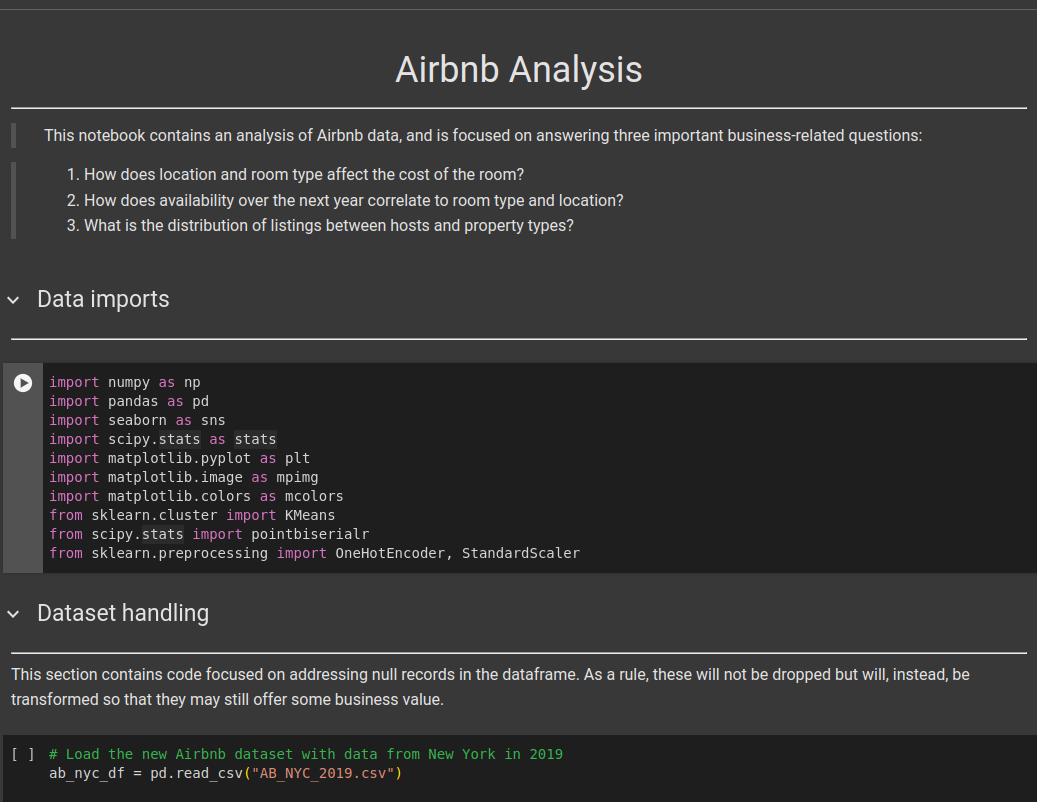 Airbnb Analysis
This notebook contains an analysis of Airbnb data, and is focused on answering three important business-related questions:
1. How does location and room type affect the cost of the room?
2. How does availability over the next year correlate to room type and location?
3. What is the distribution of listings between hosts and property types?
Data imports
import numpy as np
import pandas as pd
import seaborn as sns
import scipy.stats as stats
import matplotlib.pyplot as plt
import matplotlib.image as mpimg
import matplotlib.colors as mcolors
from sklearn.cluster import KMeans
from scipy.stats import pointbiserialr
from sklearn.preprocessing import OneHotEncoder, StandardScaler
Dataset handling
This section contains code focused on addressing null records in the dataframe. As a rule, these will not be dropped but will, instead, be
transformed so that they may still offer some business value.
[ ] # Load the new Airbnb dataset with data from New York in 2019
ab_nyc_df = pd.read_csv("AB_NYC_2019.csv")